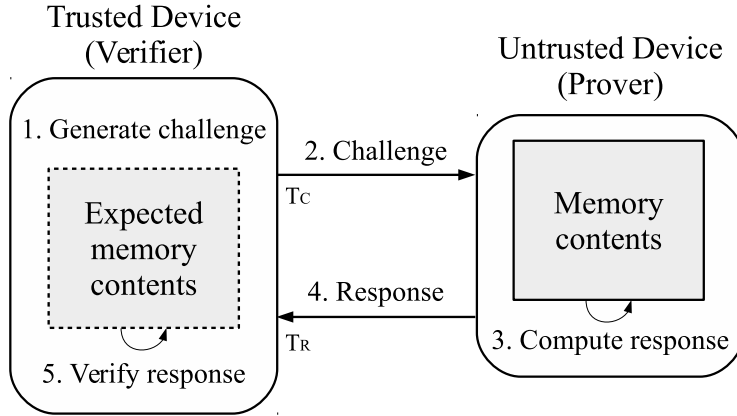 Trusted Device
(Verifier)
Untrusted Device
(Prover)
1. Generate challenge
2. Challenge
TC
Expected
memory
contents
Memory
contents
4. Response
TR
3. Compute response
5. Verify response